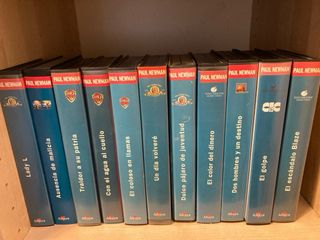 PAUL NEWMAN
Lady L
PAUL NEWMAN
Ausencia de malicia
PAUL NEWMAN
Traidor a su patria
PAUL NEWMAN
Con el agua al cuello
PAUL NEWMAN
El coloso en llamas
PAUL NEWMAN
Un día volveré
PAUL NEWMAN
Dulce pájaro de juventud
PAUL NEWMAN
El color del dinero
PAUL NEWMAN
Dos hombres y un destino
PAUL NEWMAN
CIC
El golpe
PAUL NEWMAN
El escándalo Blaze